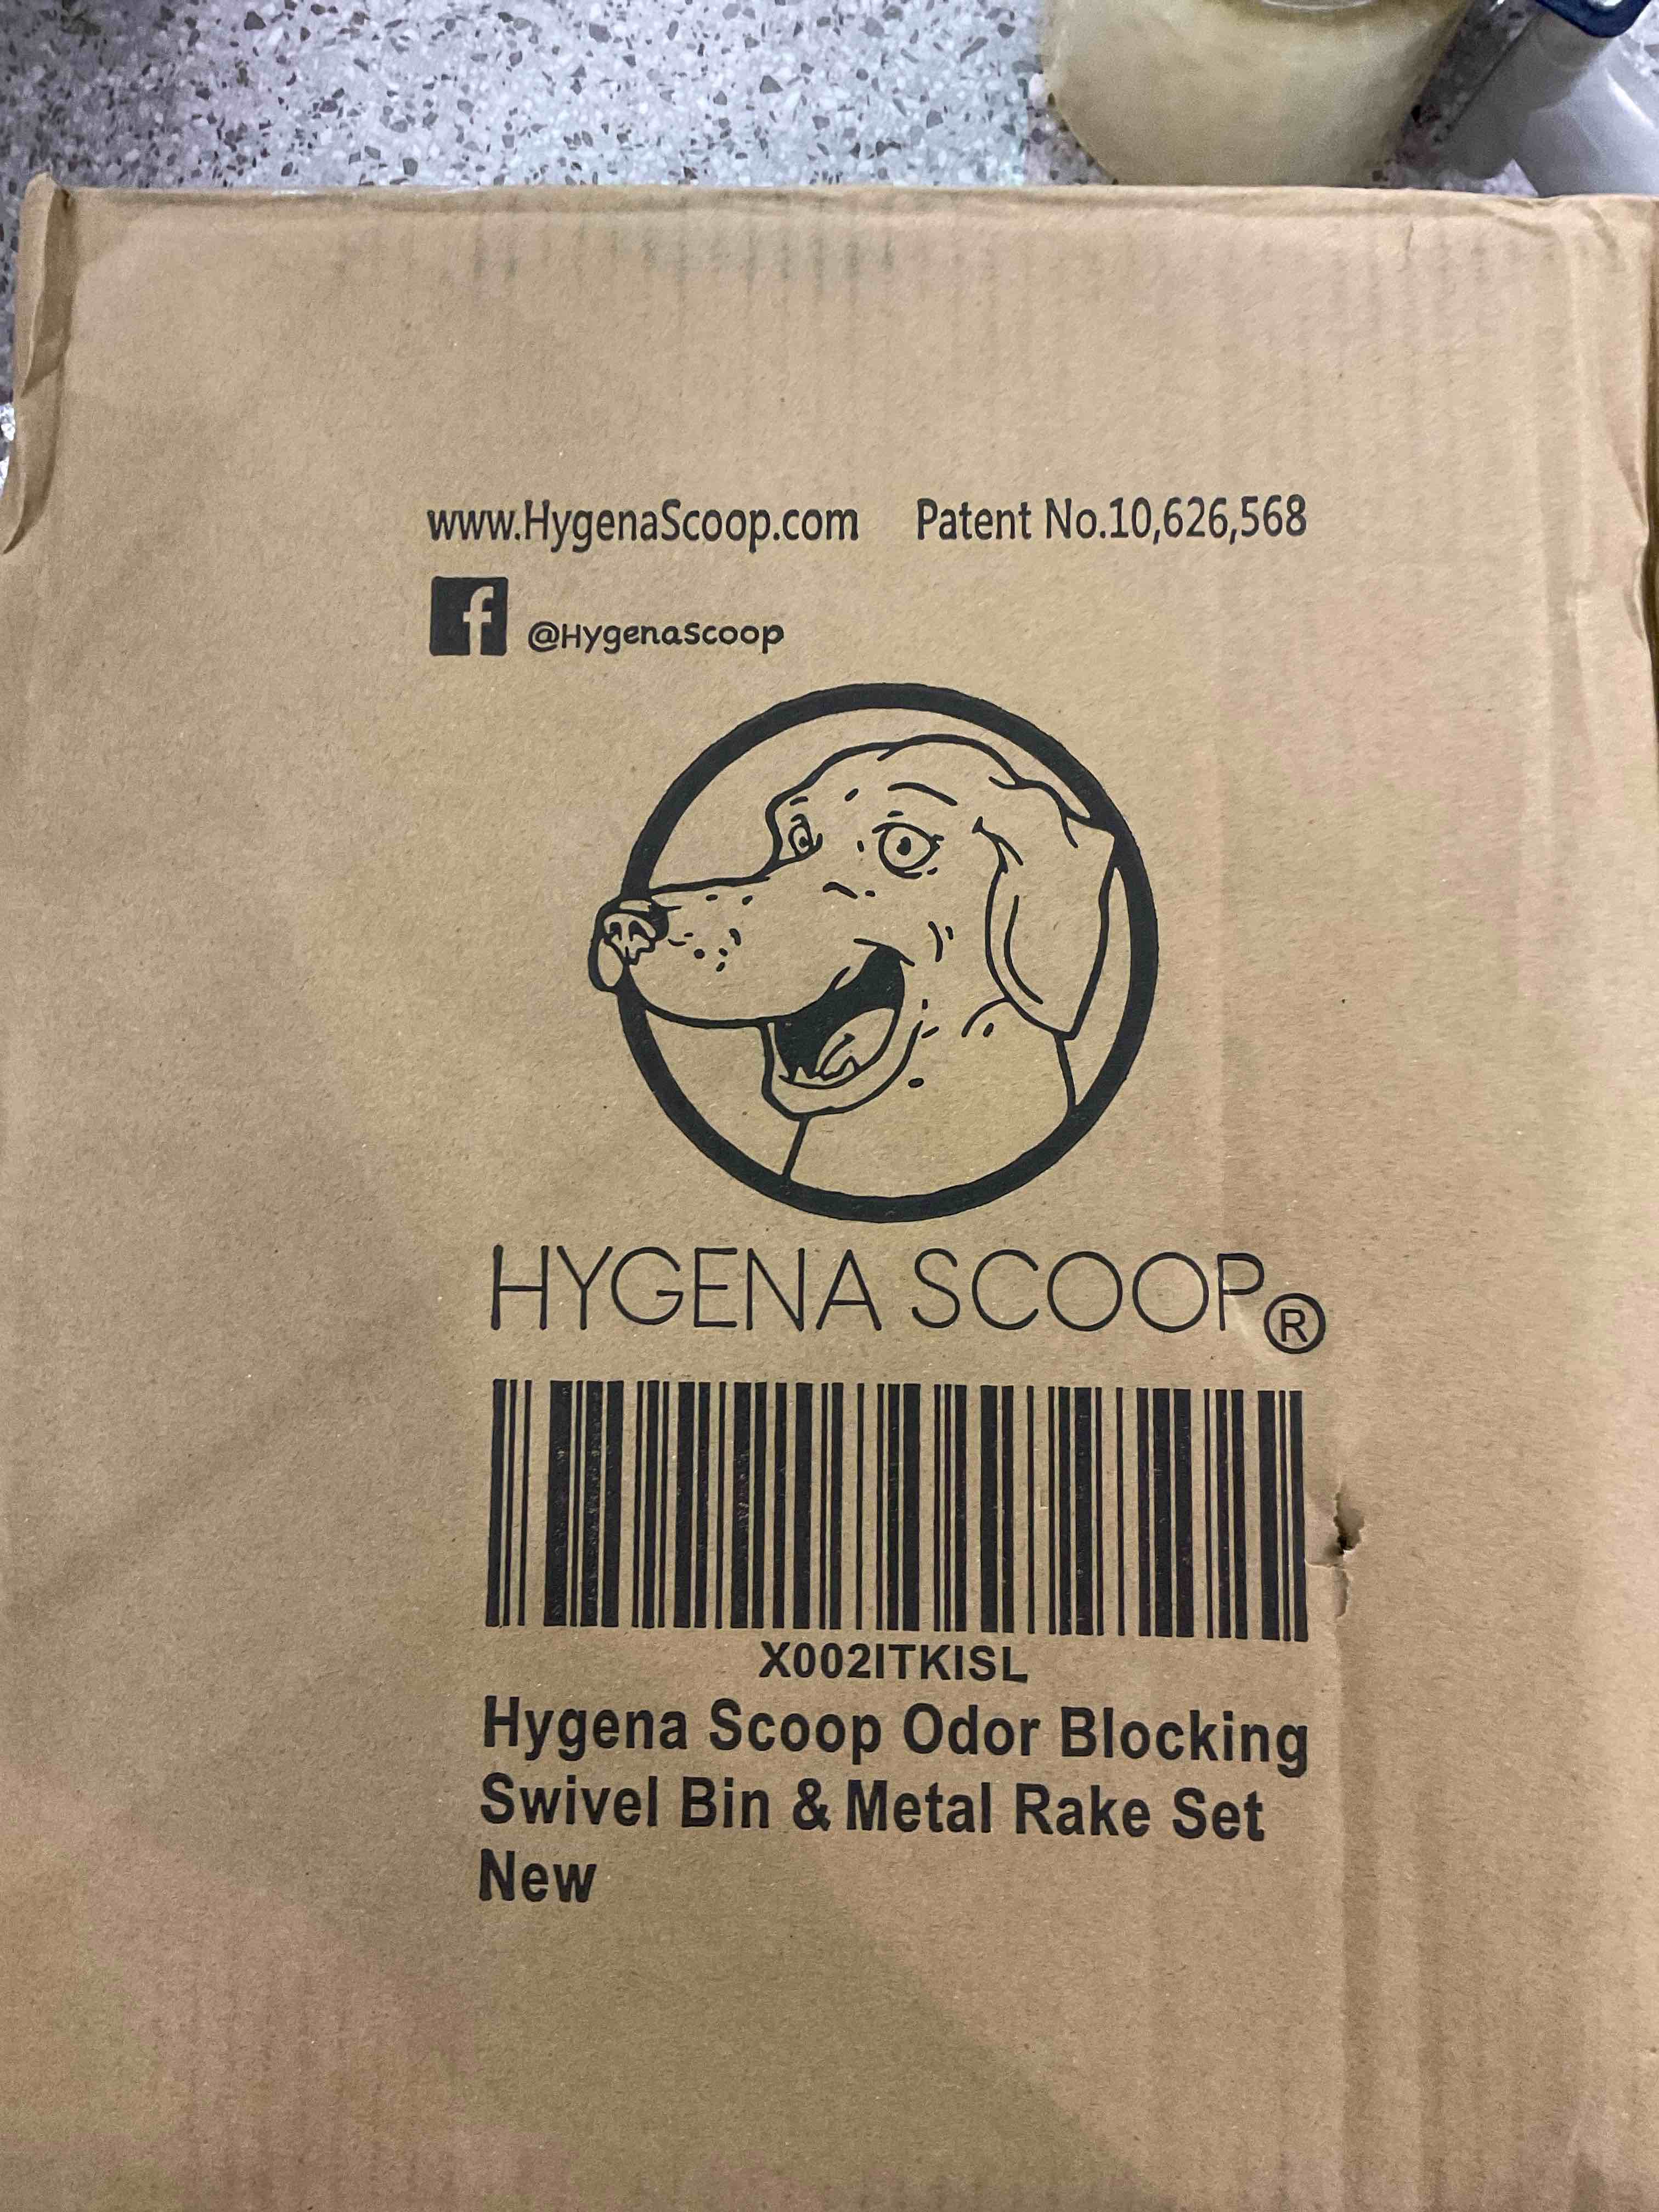 www.HygenaScoop.com Patent No.10,626,568
f @Hygenascoop
HYGENA SCOOP®
X002ITKISL
Hygena Scoop Odor Blocking
Swivel Bin & Metal Rake Set
New